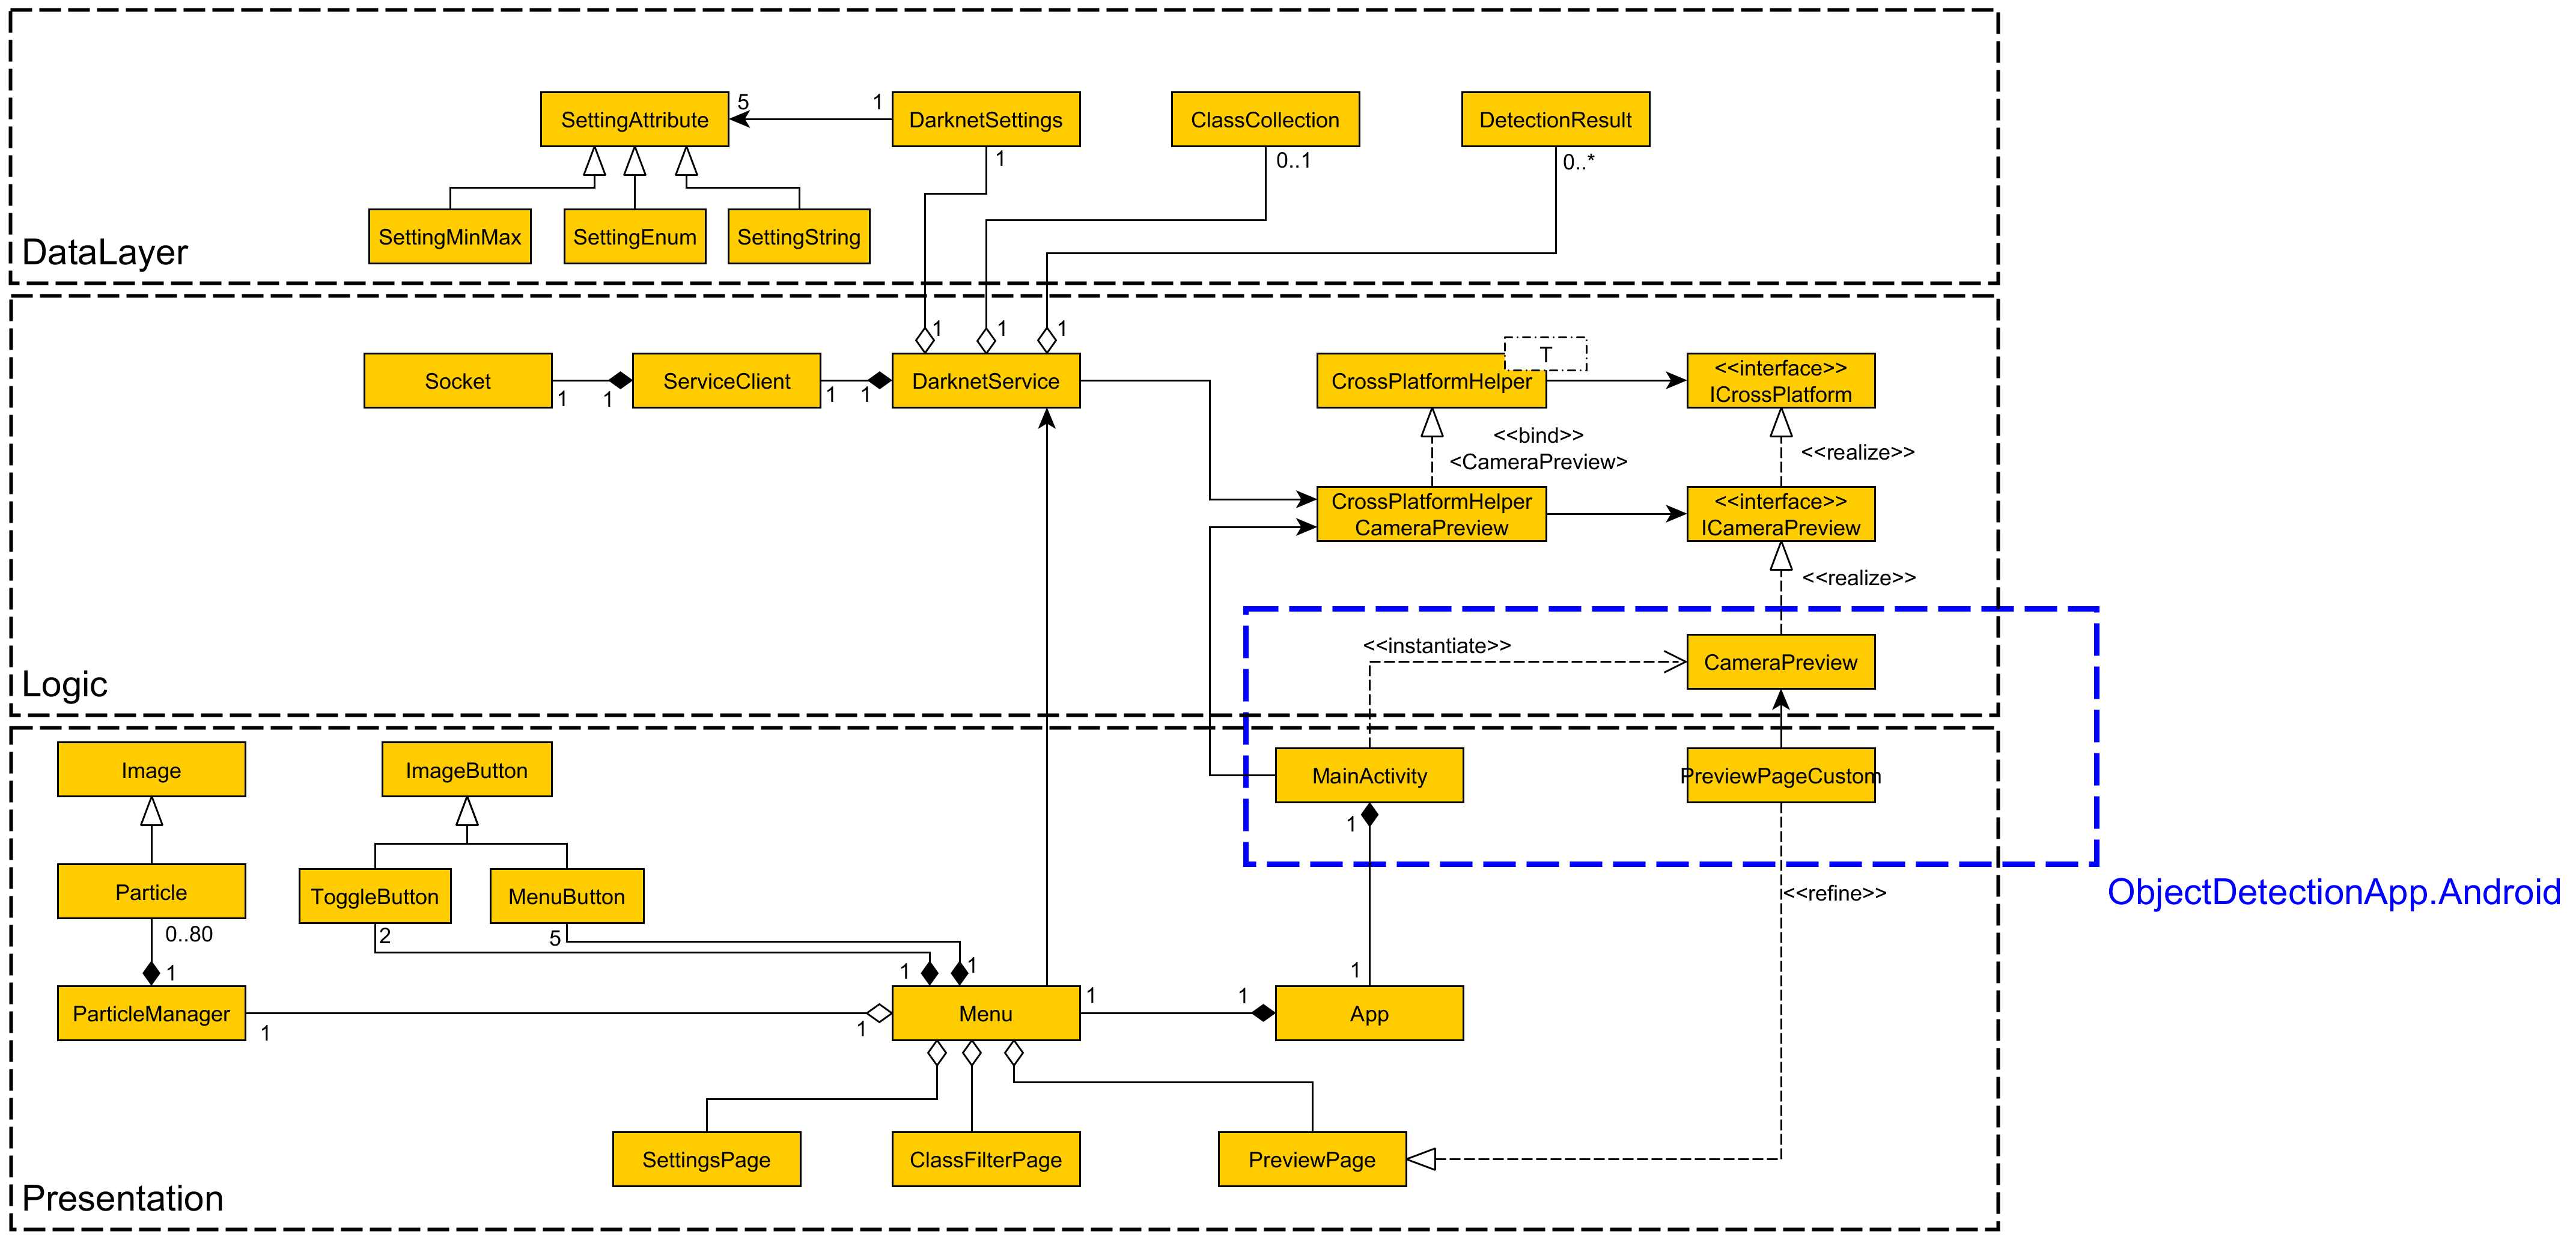 5
1
SettingAttribute
DarknetSettings
ClassCollection
DetectionResult
1
0..1
0..*
SettingMinMax
SettingEnum
SettingString
DataLayer
1
1
1
T
Socket
1
1
ServiceClient
1
1
DarknetService
CrossPlatformHelper
<<interface>>
ICrossPlatform
<<bind>>
<CameraPreview>
<<realize>>
CrossPlatformHelper
CameraPreview
<<interface>>
ICameraPreview
<<realize>>
<<instantiate>>
CameraPreview
Logic
Image
ImageButton
MainActivity
PreviewPageCustom
1
Particle
ToggleButton
MenuButton
<<refine>>
ObjectDetectionApp.Android
0..80
2
5
1
1
1
1
ParticleManager
1
1
Menu
1
1
App
SettingsPage
ClassFilterPage
PreviewPage
Presentation